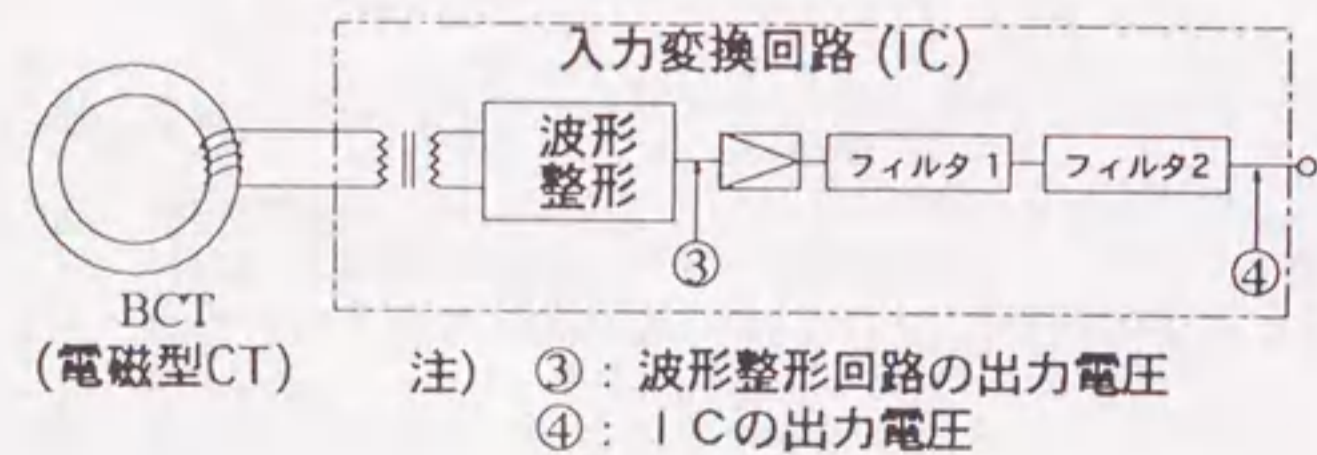 入力変換回路 (IC)
波形
整形
フィルタ 1
フィルタ2
③
④
BCT
(電磁型CT)
注) ③ : 波形整形回路の出力電圧
④ : ICの出力電圧